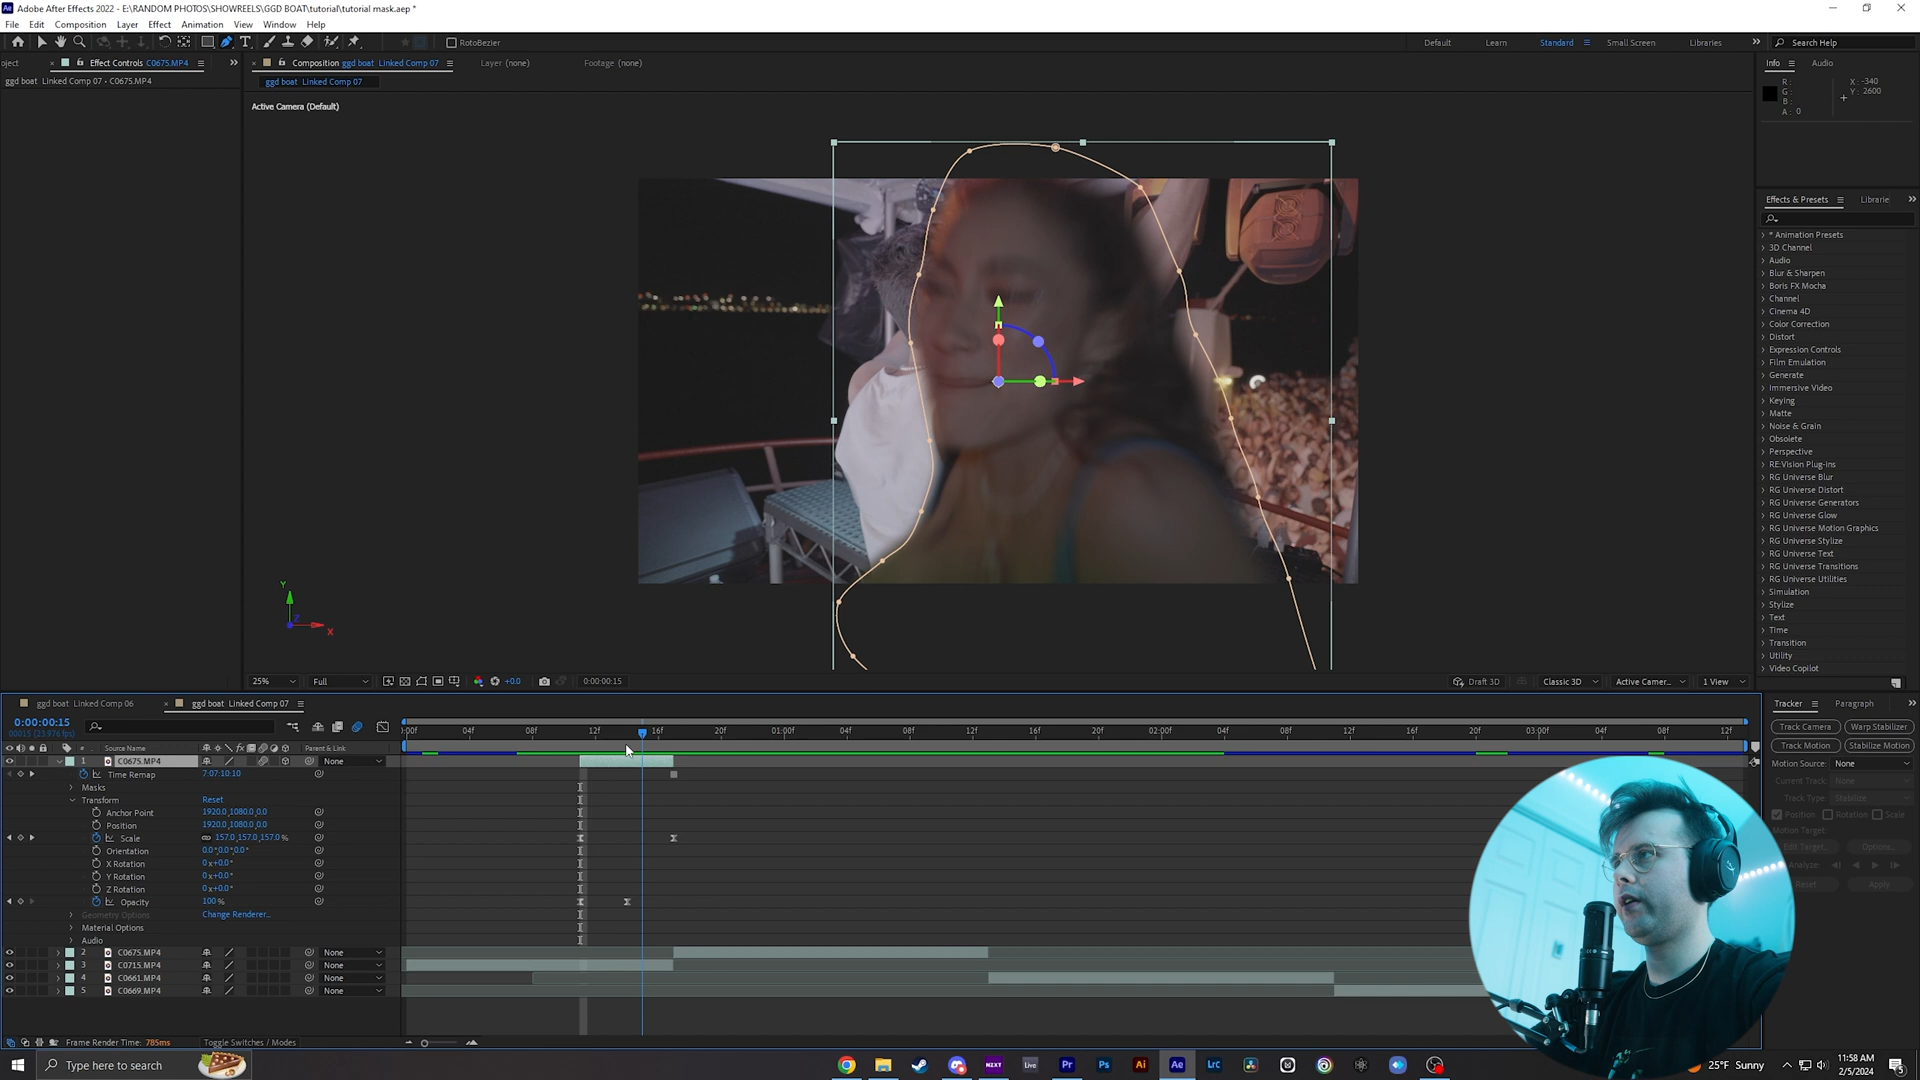 Adobe After Effects 2022 - E:\RANDOM PHOTOS\SHOWREELS\GGD BOAT\tutorial\tutorial mask.aep *
File Edit Composition Layer Effect Animation View Window Help
RotoBezier
Default Learn Standard Small Screen Libraries Search Help
oject Effect Controls C0675.MP4
Composition ggd boat Linked Comp 07 Layer (none) Footage (none)
Info Audio
ggd boat Linked Comp 07 • C0675.MP4
ggd boat Linked Comp 07
R :
G :
B :
A : 0
X : -340
Y : 2600
Active Camera (Default)
Effects & Presets Librarie
* Animation Presets
3D Channel
Audio
Blur & Sharpen
Boris FX Mocha
Channel
Cinema 4D
Color Correction
Distort
Expression Controls
Film Emulation
Generate
Immersive Video
Keying
Matte
Noise & Grain
Obsolete
Perspective
RE:Vision Plug-ins
RG Universe Blur
RG Universe Distort
RG Universe Generators
RG Universe Glow
RG Universe Motion Graphics
RG Universe Stylize
RG Universe Text
RG Universe Transitions
RG Universe Utilities
Simulation
Stylize
Text
Time
Transition
Utility
Video Copilot
Y
Z
X
25% Full +0.0 0:00:00:15 Draft 3D Classic 3D Active Camer... 1 View
ggd boat Linked Comp 06 ggd boat Linked Comp 07
Tracker Paragraph
0:00:00:15
00015 (23.976 fps)
:00f 04f 08f 12f 16f 20f 01:00f 04f 08f 12f 16f 20f 02:00f 04f 08f 12f 16f 20f 03:00f 04f 08f 12f
Track Camera Warp Stabilizer
Track Motion Stabilize Motion
Motion Source: None
Current Track: None
Track Type: Stabilize
Position Rotation Scale
Motion Target:
Edit Target... Options...
Analyze:
Reset Apply
# Source Name Parent & Link
1 C0675.MP4 None
Time Remap 7:07:10:10
Masks
Transform Reset
Anchor Point 1920.0,1080.0,0.0
Position 1920.0,1080.0,0.0
Scale 157.0,157.0,157.0 %
Orientation 0.0°,0.0°,0.0°
X Rotation 0x+0.0°
Y Rotation 0x+0.0°
Z Rotation 0x+0.0°
Opacity 100 %
Geometry Options Change Renderer...
Material Options
Audio
2 C0675.MP4 None
3 C0715.MP4 None
4 C0661.MP4 None
5 C0669.MP4 None
Frame Render Time: 785ms Toggle Switches / Modes
Type here to search
NEXT Live Pr Ps Ai Ae Lrc
25°F Sunny
11:58 AM
2/5/2024